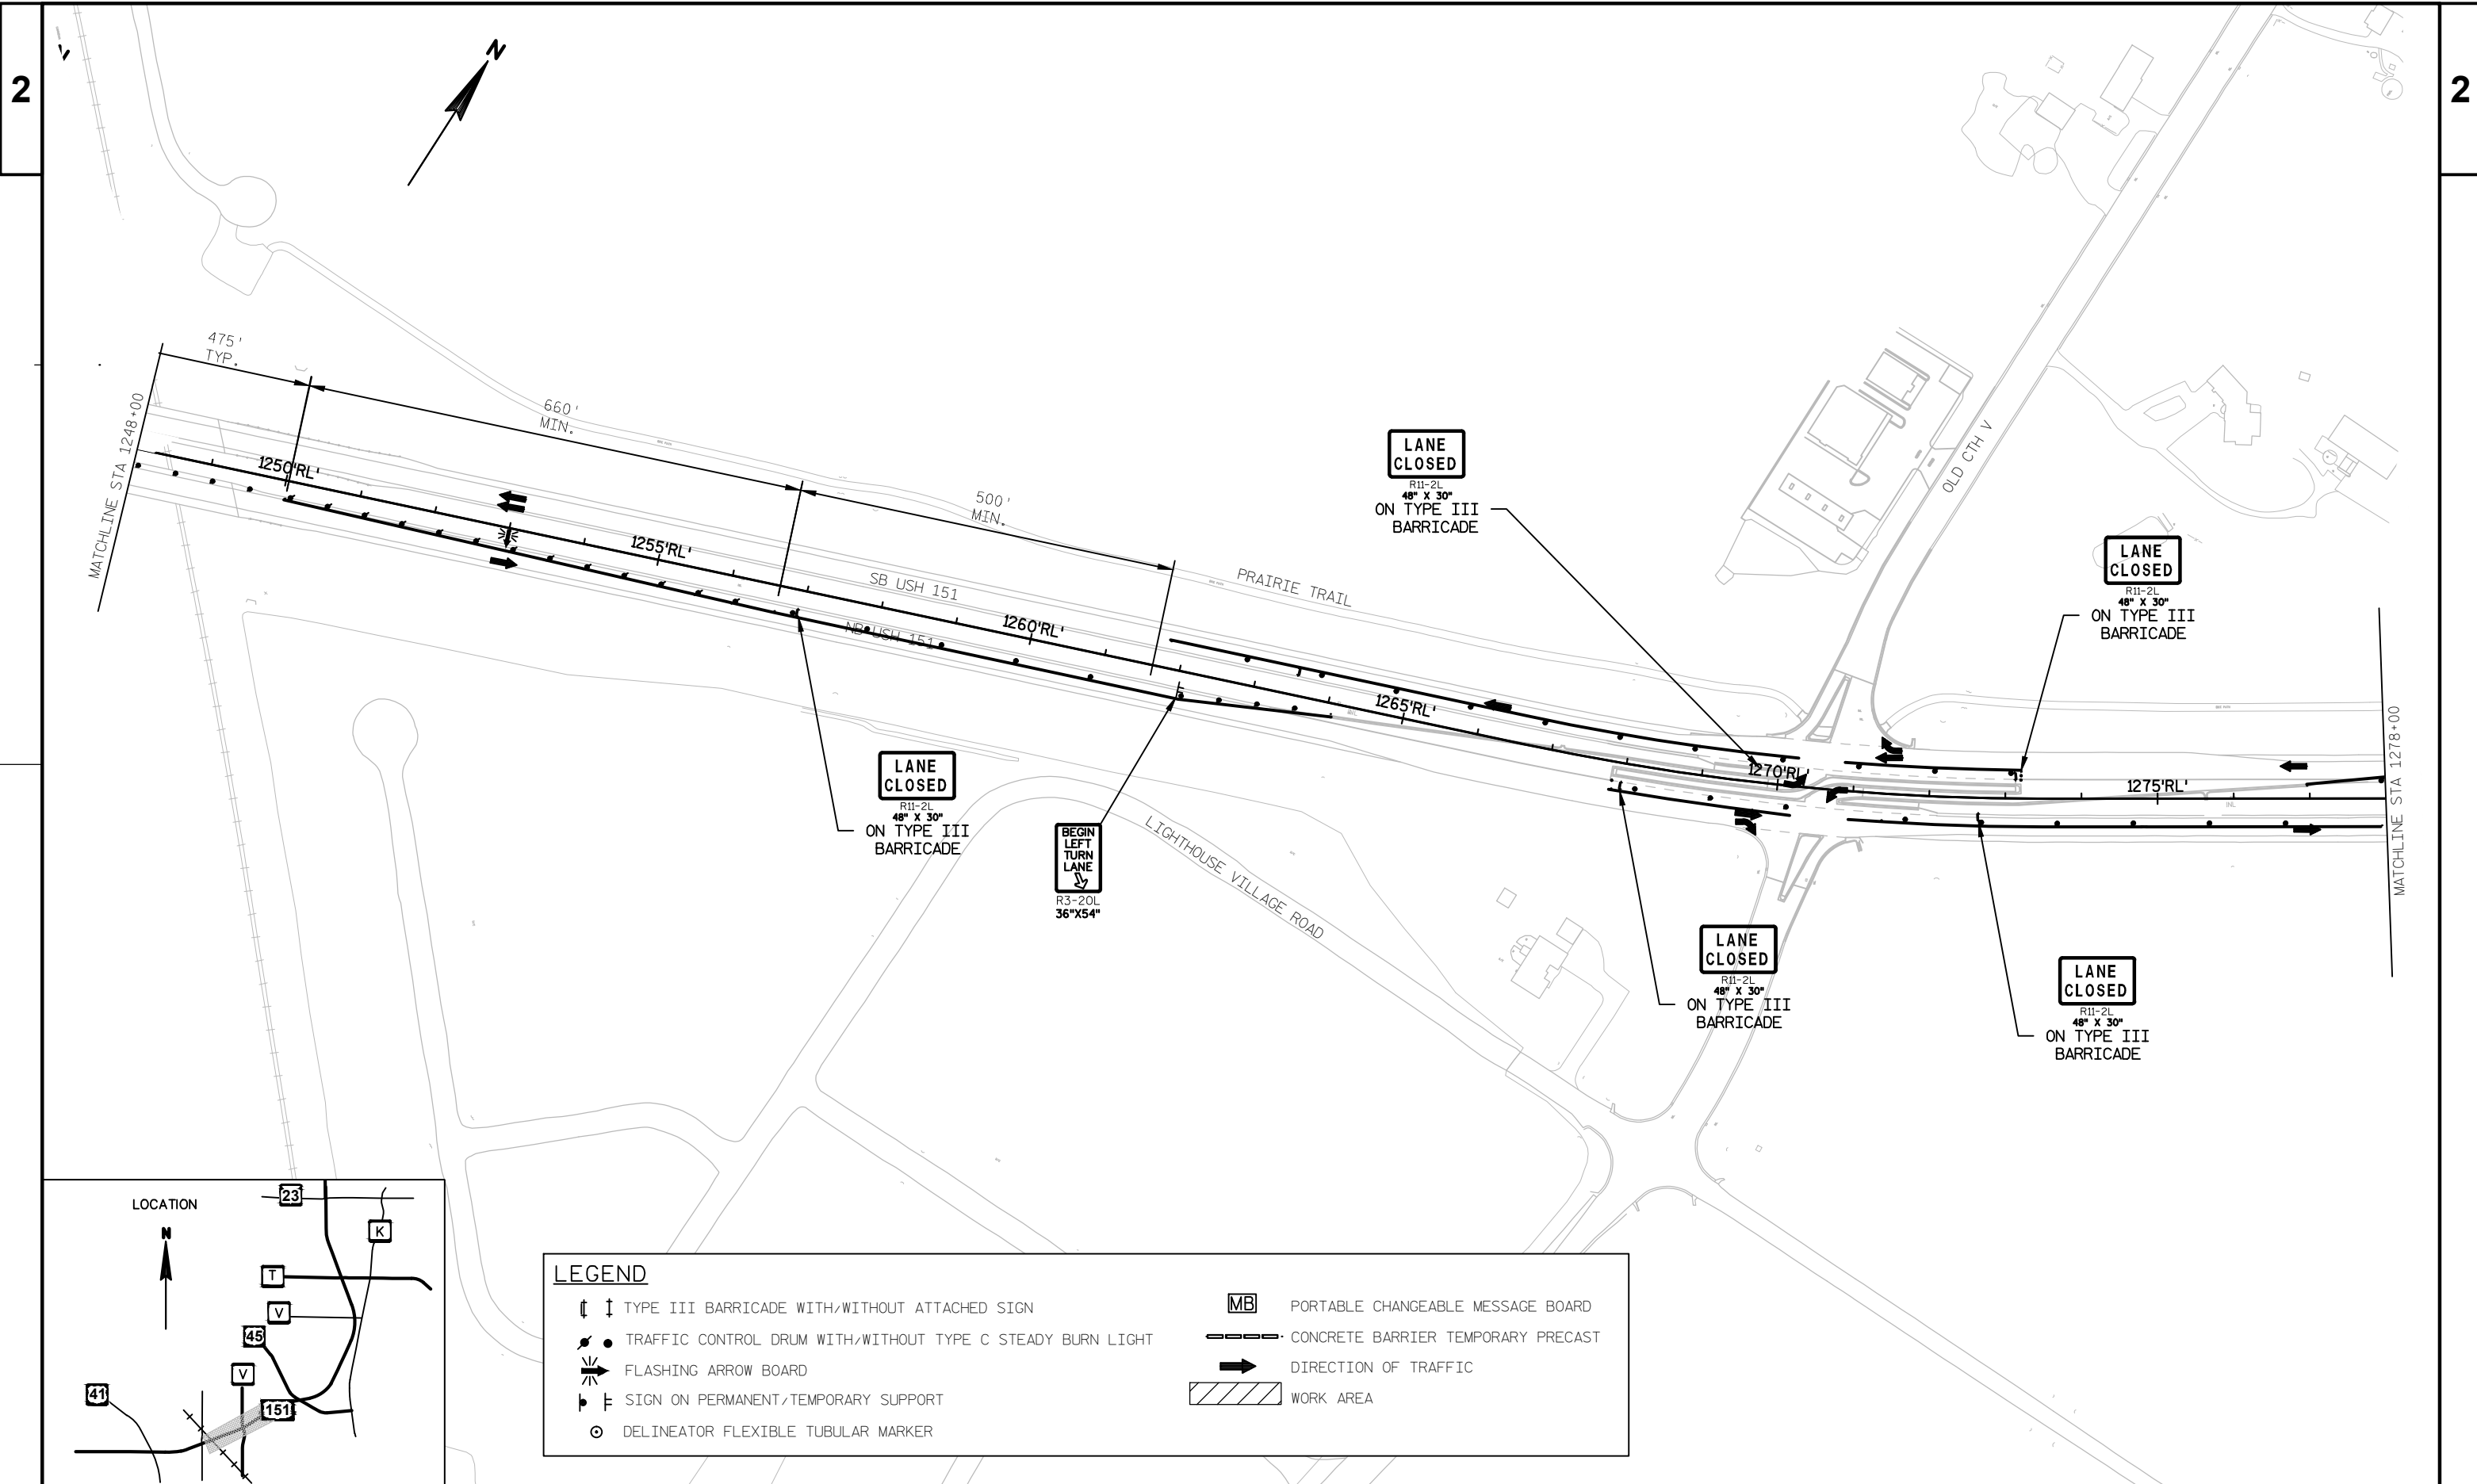 2
2
N
475'
TYP.
660'
MIN.
500'
MIN.
MATCHLINE STA 1248+00
1250'RL'
1255'RL'
1260'RL'
1265'RL'
1270'RL'
1275'RL'
SB USH 151
NB USH 151
PRAIRIE TRAIL
OLD CTH V
LIGHTHOUSE VILLAGE ROAD
MATCHLINE STA 1278+00
LANE
CLOSED
R11-2L
48" X 30"
ON TYPE III
BARRICADE
LANE
CLOSED
R11-2L
48" X 30"
ON TYPE III
BARRICADE
LANE
CLOSED
R11-2L
48" X 30"
ON TYPE III
BARRICADE
BEGIN
LEFT
TURN
LANE
R3-20L
36"X54"
LANE
CLOSED
R11-2L
48" X 30"
ON TYPE III
BARRICADE
LANE
CLOSED
R11-2L
48" X 30"
ON TYPE III
BARRICADE
LOCATION
N
23
K
T
V
45
V
41
151
LEGEND
TYPE III BARRICADE WITH/WITHOUT ATTACHED SIGN
TRAFFIC CONTROL DRUM WITH/WITHOUT TYPE C STEADY BURN LIGHT
FLASHING ARROW BOARD
SIGN ON PERMANENT/TEMPORARY SUPPORT
DELINEATOR FLEXIBLE TUBULAR MARKER
MB PORTABLE CHANGEABLE MESSAGE BOARD
CONCRETE BARRIER TEMPORARY PRECAST
DIRECTION OF TRAFFIC
WORK AREA